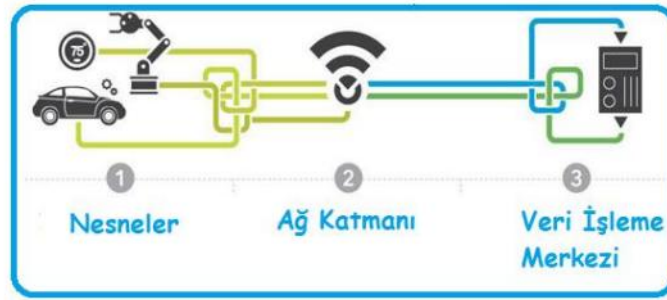 75
1
2
3
Nesneler
Ağ Katmanı
Veri İşleme
Merkezi